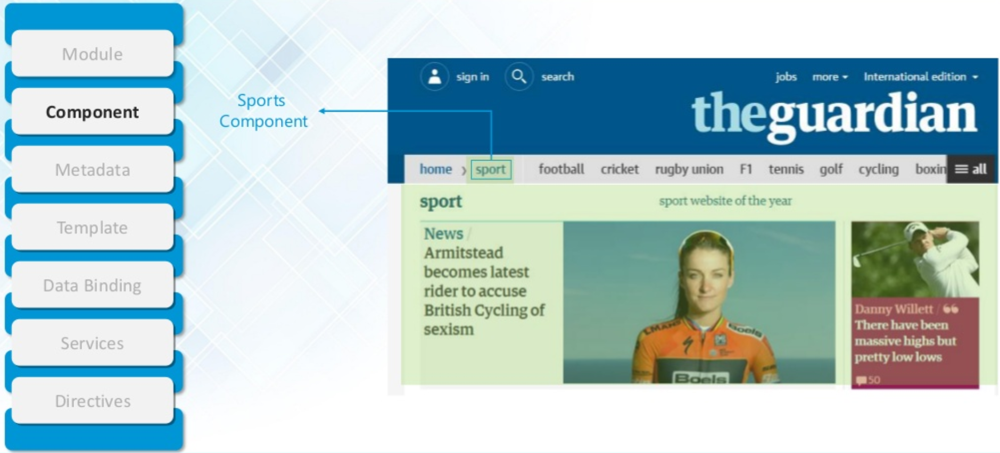 Module
Component
Metadata
Template
Data Binding
Services
Directives
Sports
Component
sign in
search
jobs
more
International edition
theguardian
home
sport
football
cricket
rugby union
F1
tennis
golf
cycling
boxin
all
sport
sport website of the year
News /
Armitstead
becomes latest
rider to accuse
British Cycling of
sexism
Boels
Boels
Danny Willett / ❝
There have been
massive highs but
pretty low lows
50